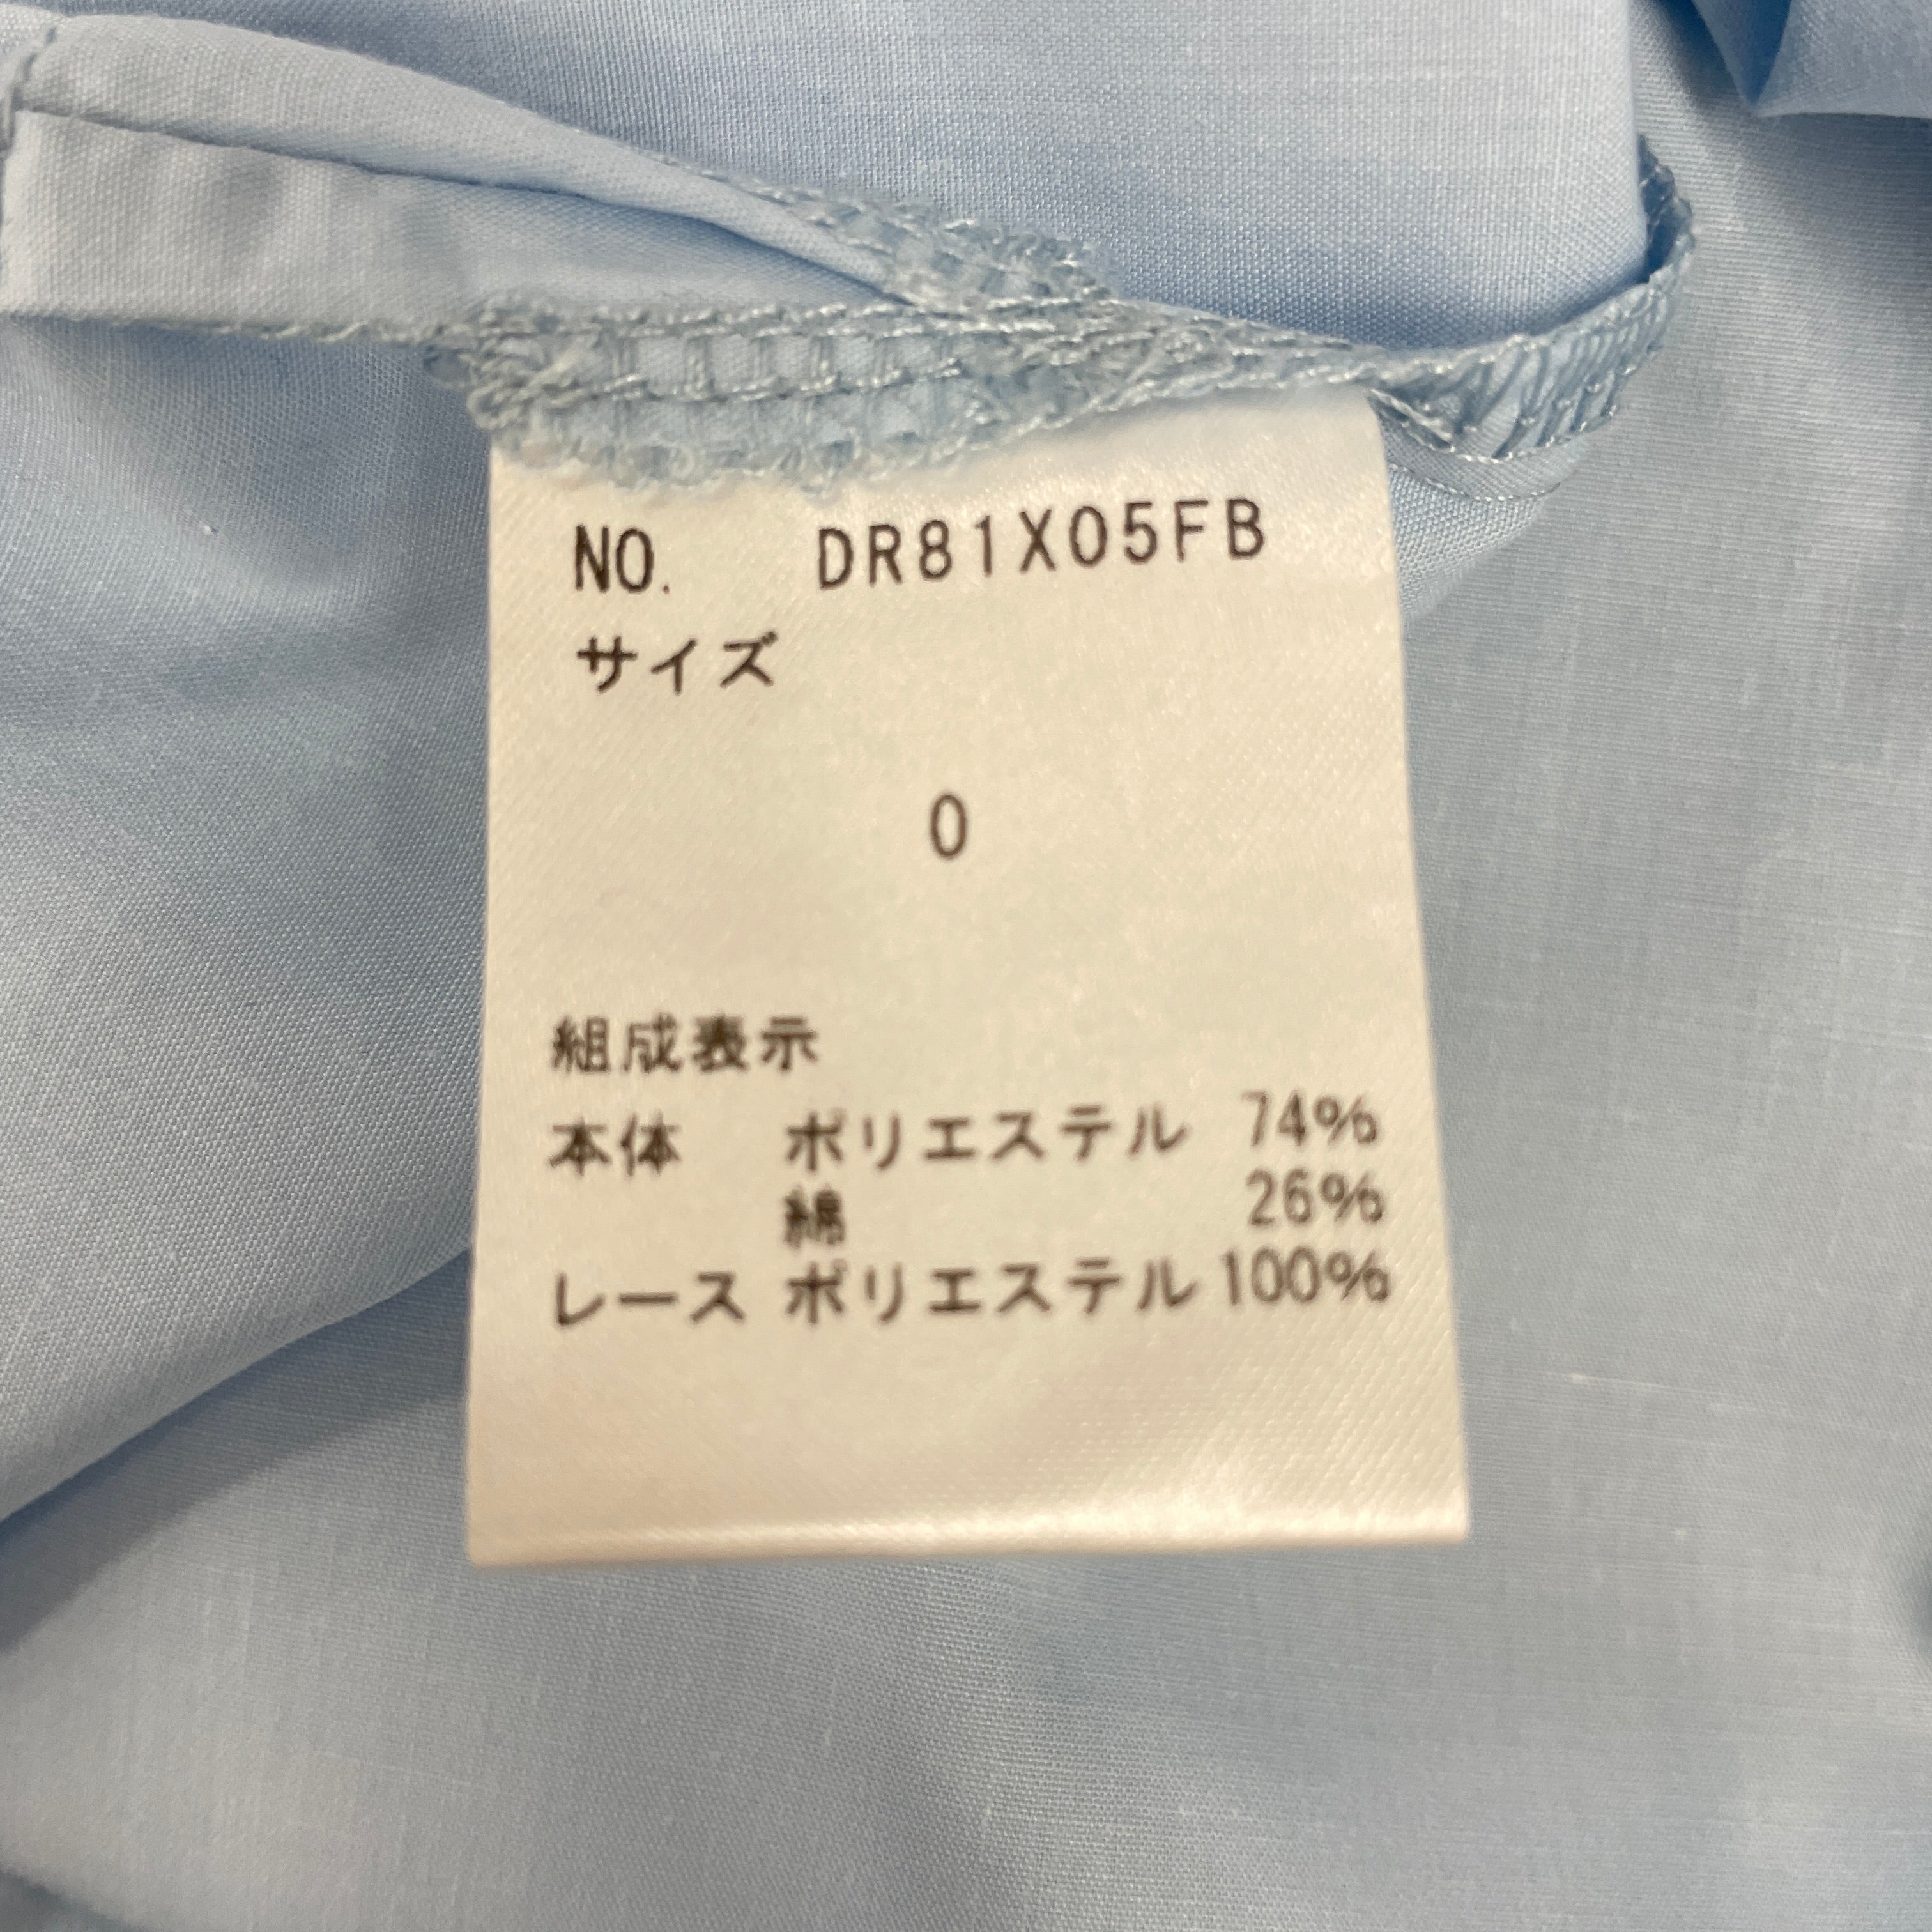 NO. DR81X05FB
サイズ
0
組成表示
本体 ポリエステル 74%
綿 26%
レース ポリエステル 100%